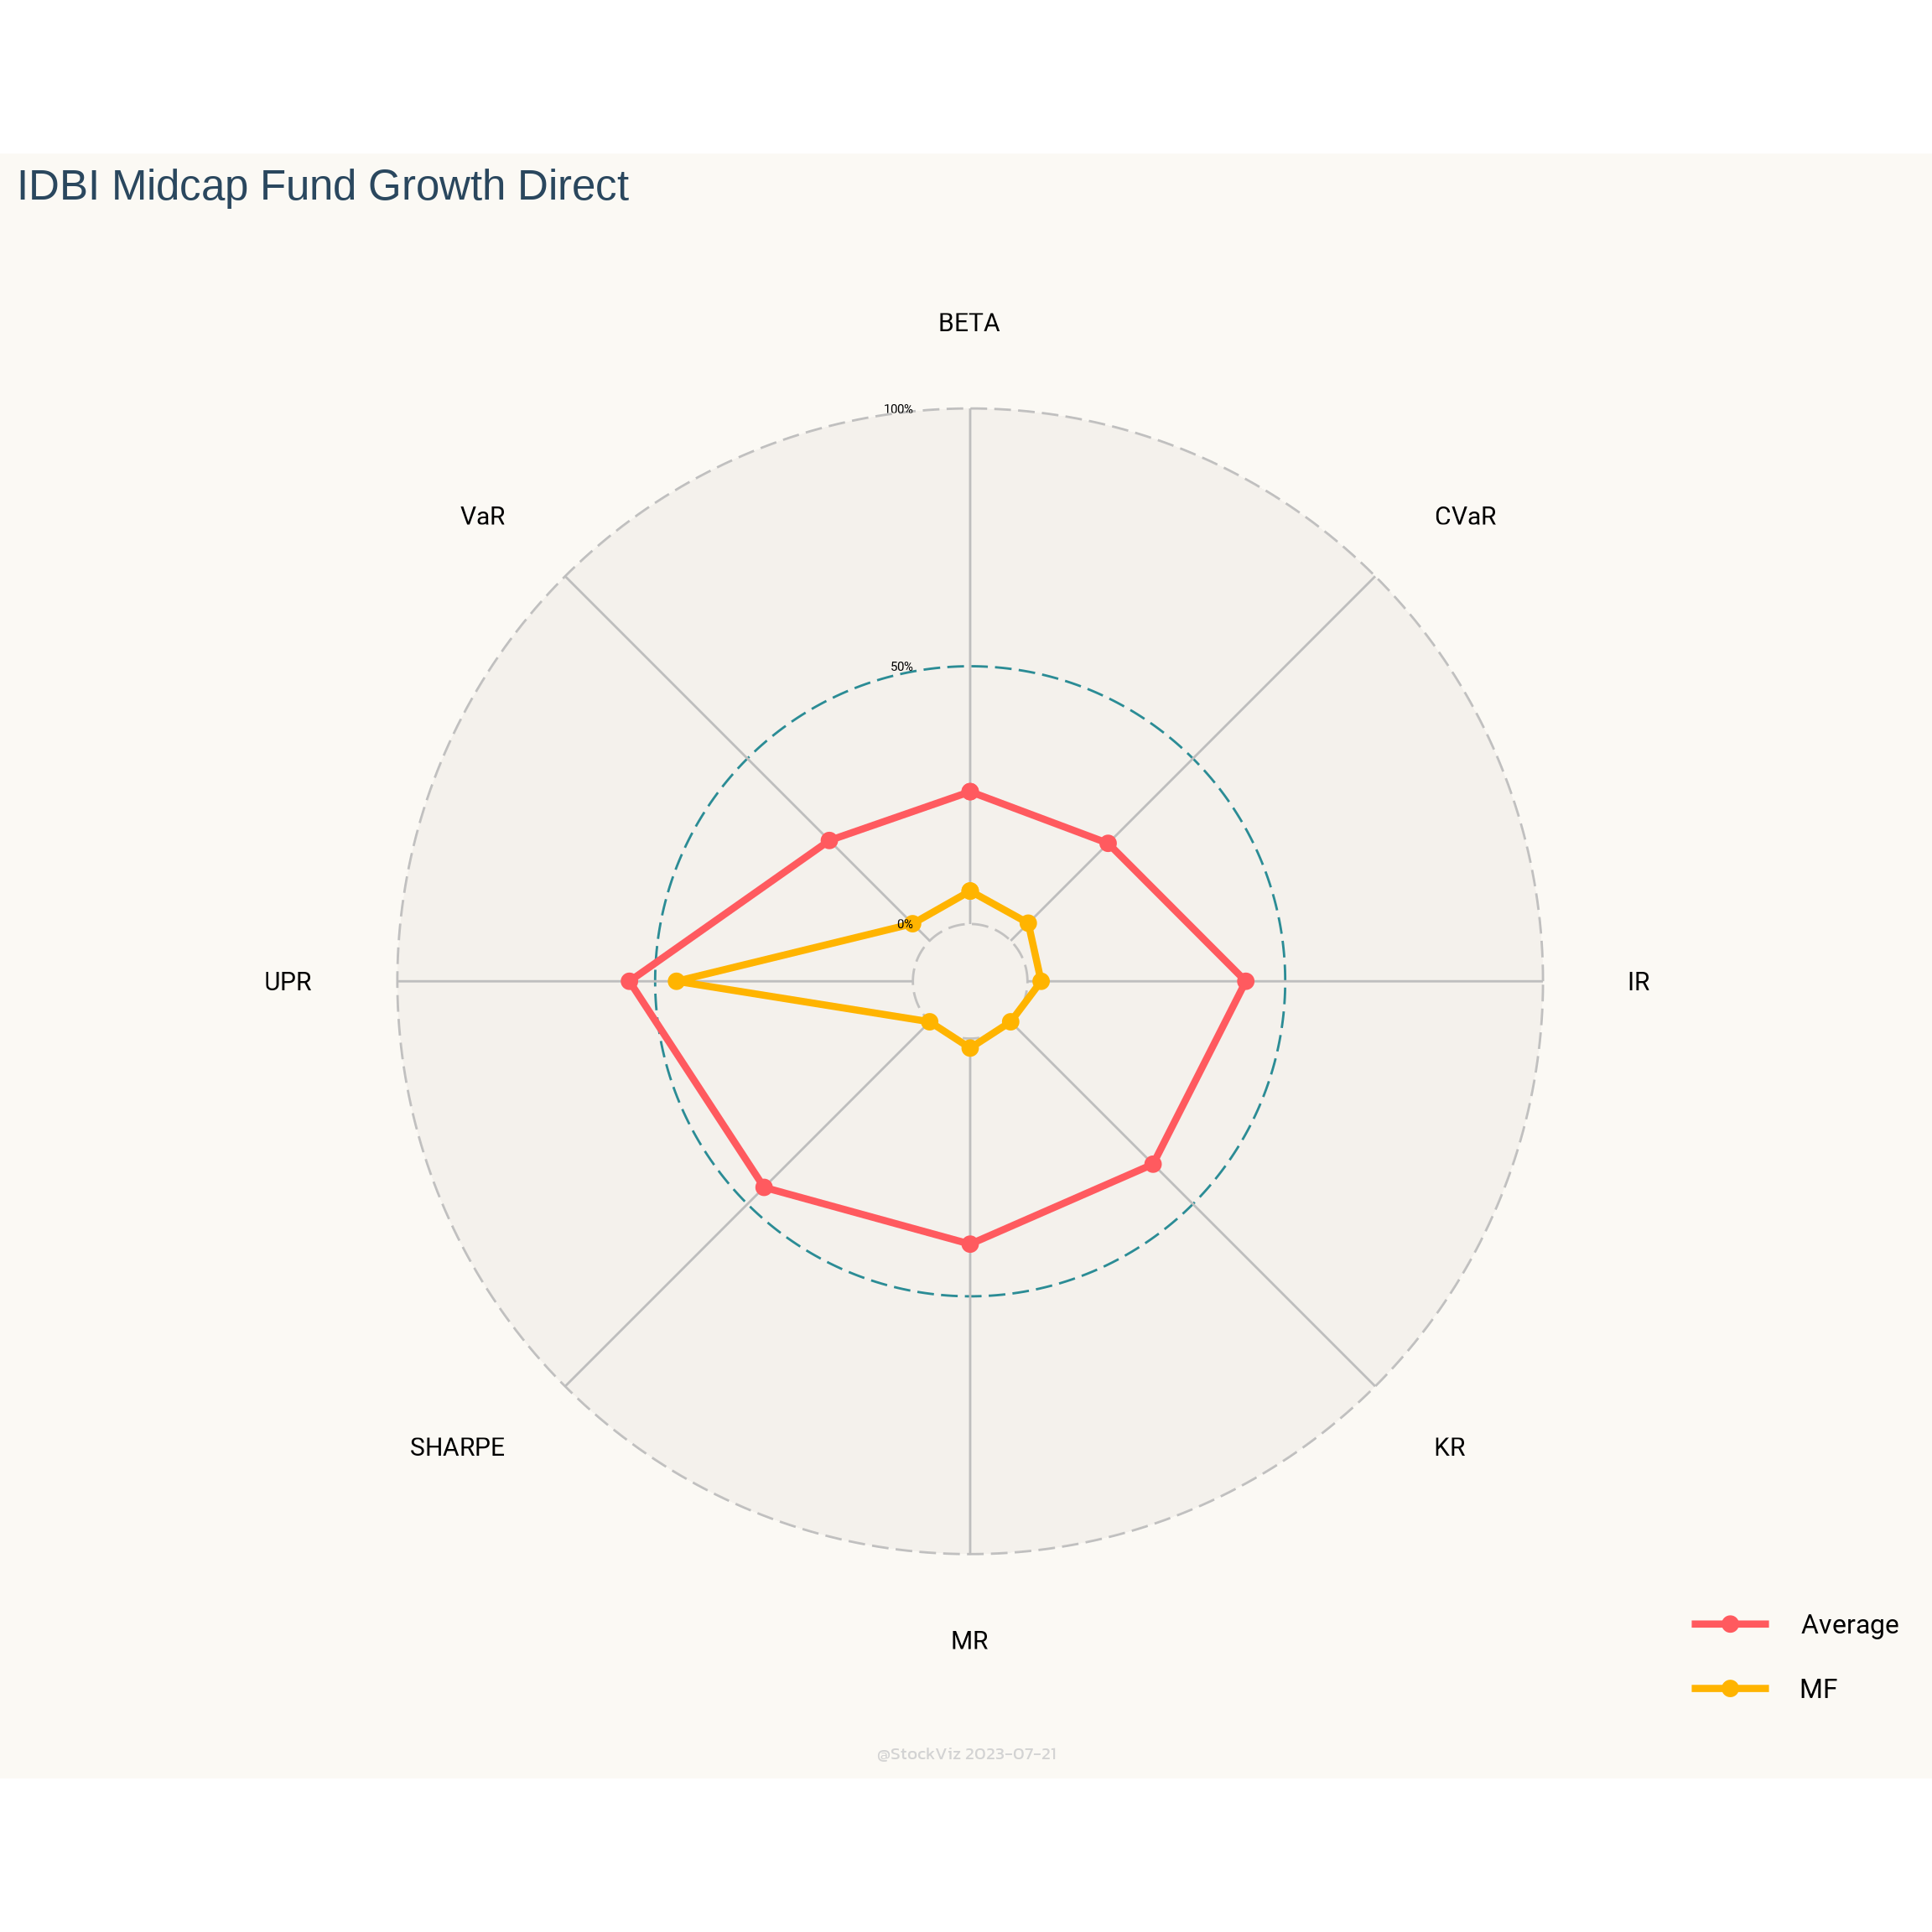 IDBI Midcap Fund Growth Direct
BETA
100%
VaR
CVaR
50%
0%
UPR
IR
SHARPE
KR
MR
Average
MF
@StockViz 2023-07-21